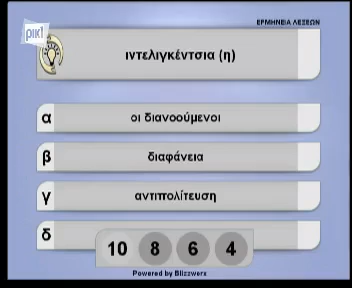 ΕΡΜΗΝΕΙΑ ΛΕΞΕΩΝ
ρικ!
ιντελιγκέντσια (η)
α οι διανοούμενοι
β διαφάνεια
γ αντιπολίτευση
δ
10 8 6 4
Powered by Blizzwerx